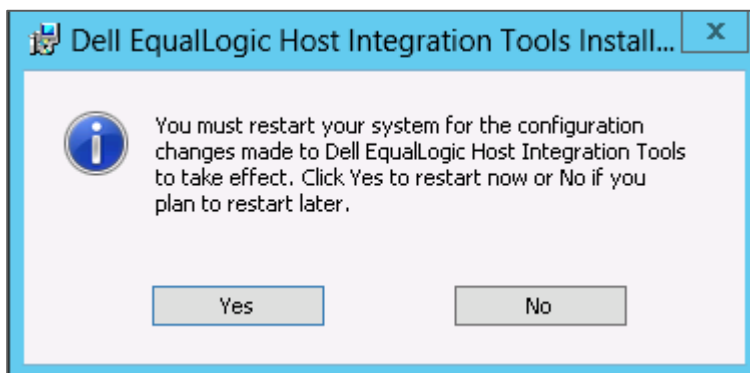 Dell EqualLogic Host Integration Tools Install...
x
You must restart your system for the configuration
changes made to Dell EqualLogic Host Integration Tools
to take effect. Click Yes to restart now or No if you
plan to restart later.
Yes
No